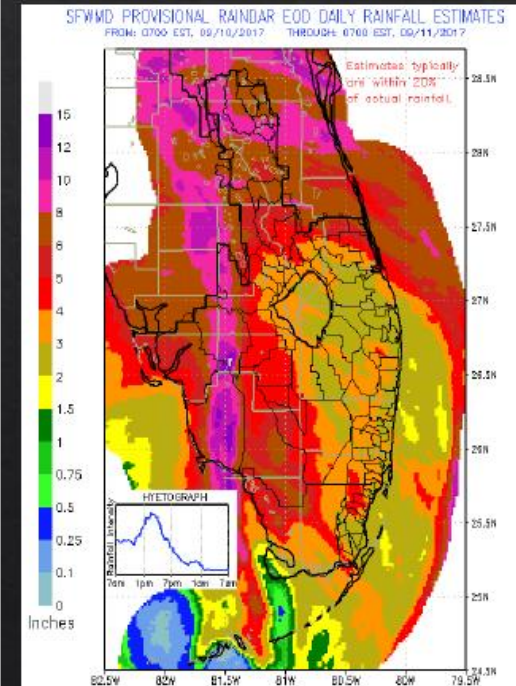 SFWMD PROVISIONAL RAINDAR EOD DAILY RAINFALL ESTIMATES
FROM: 0700 EST, 09/10/2017 THROUGH: 0700 EST, 09/11/2017
Estimates typically
are within 20%
of actual rainfall.
28.5N
28N
27.5N
27N
26.5N
26N
25.5N
25N
24.5N
15
12
10
8
6
5
4
3
2
1.5
1
0.75
0.5
0.25
0.1
0
Inches
HYETOGRAPH
Rainfall Intensity
7am 1pm 7pm 1am 7am
82.5W 82W 81.5W 81W 80.5W 80W 79.5W